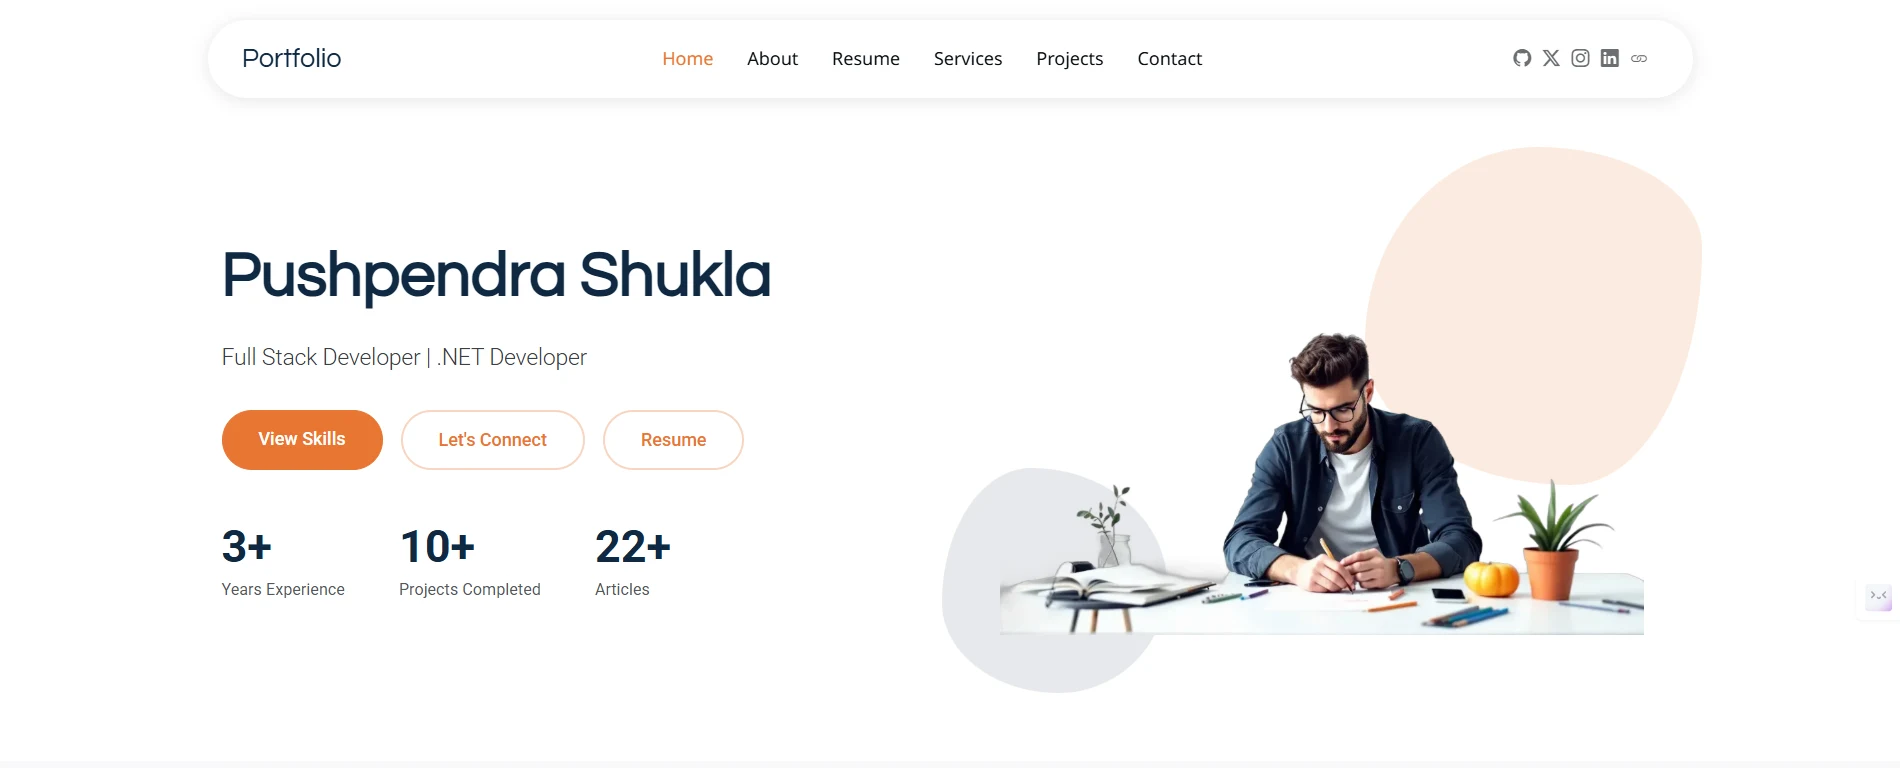 Portfolio
Home About Resume Services Projects Contact
Pushpendra Shukla
Full Stack Developer | .NET Developer
View Skills Let's Connect Resume
3+ 10+ 22+
Years Experience Projects Completed Articles